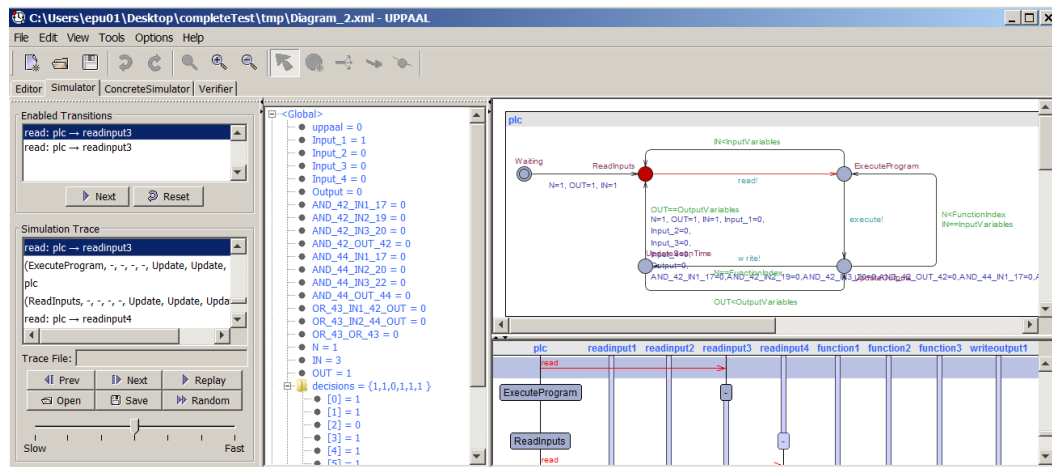 C:\Users\epu01\Desktop\completeTest\tmp\Diagram_2.xml - UPPAAL
File Edit View Tools Options Help
Editor Simulator ConcreteSimulator Verifier
Enabled Transitions
read: plc → readinput3
read: plc → readinput3
Next Reset
Simulation Trace
read: plc → readinput3
(ExecuteProgram, -, -, -, -, Update, Update,
plc
(ReadInputs, -, -, -, -, Update, Update, Upda
read: plc → readinput4
Trace File:
Prev Next Replay
Open Save Random
Slow Fast
<Global>
uppaal = 0
Input_1 = 1
Input_2 = 0
Input_3 = 0
Input_4 = 0
Output = 0
AND_42_IN1_17 = 0
AND_42_IN2_19 = 0
AND_42_IN3_20 = 0
AND_42_OUT_42 = 0
AND_44_IN1_17 = 0
AND_44_IN2_20 = 0
AND_44_IN3_22 = 0
AND_44_OUT_44 = 0
OR_43_IN1_42_OUT = 0
OR_43_IN2_44_OUT = 0
OR_43_OR_43 = 0
N = 1
IN = 3
OUT = 1
decisions = {1,1,0,1,1,1 }
[0] = 1
[1] = 1
[2] = 0
[3] = 1
[4] = 1
[5] = 1
plc
IN<InputVariables
Waiting
ReadInputs
ExecuteProgram
N=1, OUT=1, IN=1
read!
OUT==OutputVariables
N=1, OUT=1, IN=1, Input_1=0,
Input_2=0,
Input_3=0,
execute!
N<FunctionIndex
IN==InputVariables
write!
Output=0,
N==FunctionIndex
OUT<OutputVariables
plc readinput1 readinput2 readinput3 readinput4 function1 function2 function3 writeoutput1
read
ExecuteProgram -
ReadInputs -
read